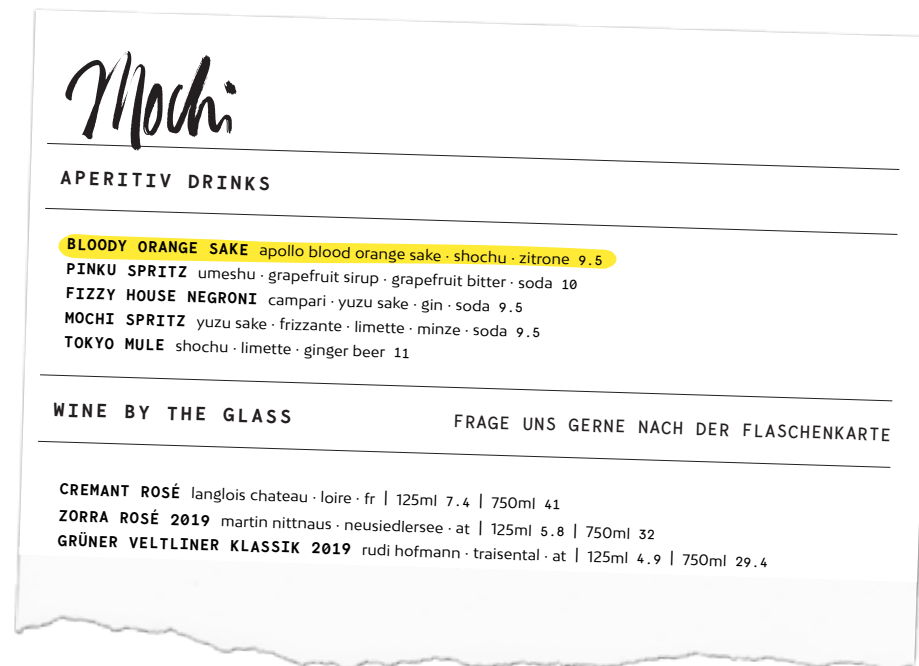 Mochi
APERITIV DRINKS
BLOODY ORANGE SAKE apollo blood orange sake · shochu · zitrone 9.5
PINKU SPRITZ umeshu · grapefruit sirup · grapefruit bitter · soda 10
FIZZY HOUSE NEGRONI campari · yuzu sake · gin · soda 9.5
MOCHI SPRITZ yuzu sake · frizzante · limette · minze · soda 9.5
TOKYO MULE shochu · limette · ginger beer 11
WINE BY THE GLASS FRAGE UNS GERNE NACH DER FLASCHENKARTE
CREMANT ROSÉ langlois chateau · loire · fr | 125ml 7.4 | 750ml 41
ZORRA ROSÉ 2019 martin nittnaus · neusiedlersee · at | 125ml 5.8 | 750ml 32
GRÜNER VELTLINER KLASSIK 2019 rudi hofmann · traisental · at | 125ml 4.9 | 750ml 29.4